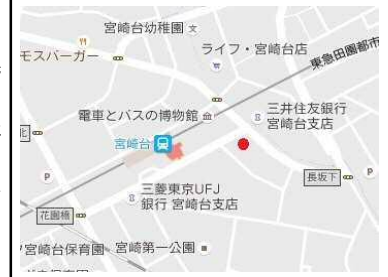 宮崎台幼稚園 文
モスバーガー
ライフ・宮崎台店
東急田園都市
電車とバスの博物館
三井住友銀行
宮崎台支店
北
宮崎台
P
三菱東京UFJ
銀行 宮崎台支店
長坂下
P
花園橋
宮崎台保育園
宮崎第一公園